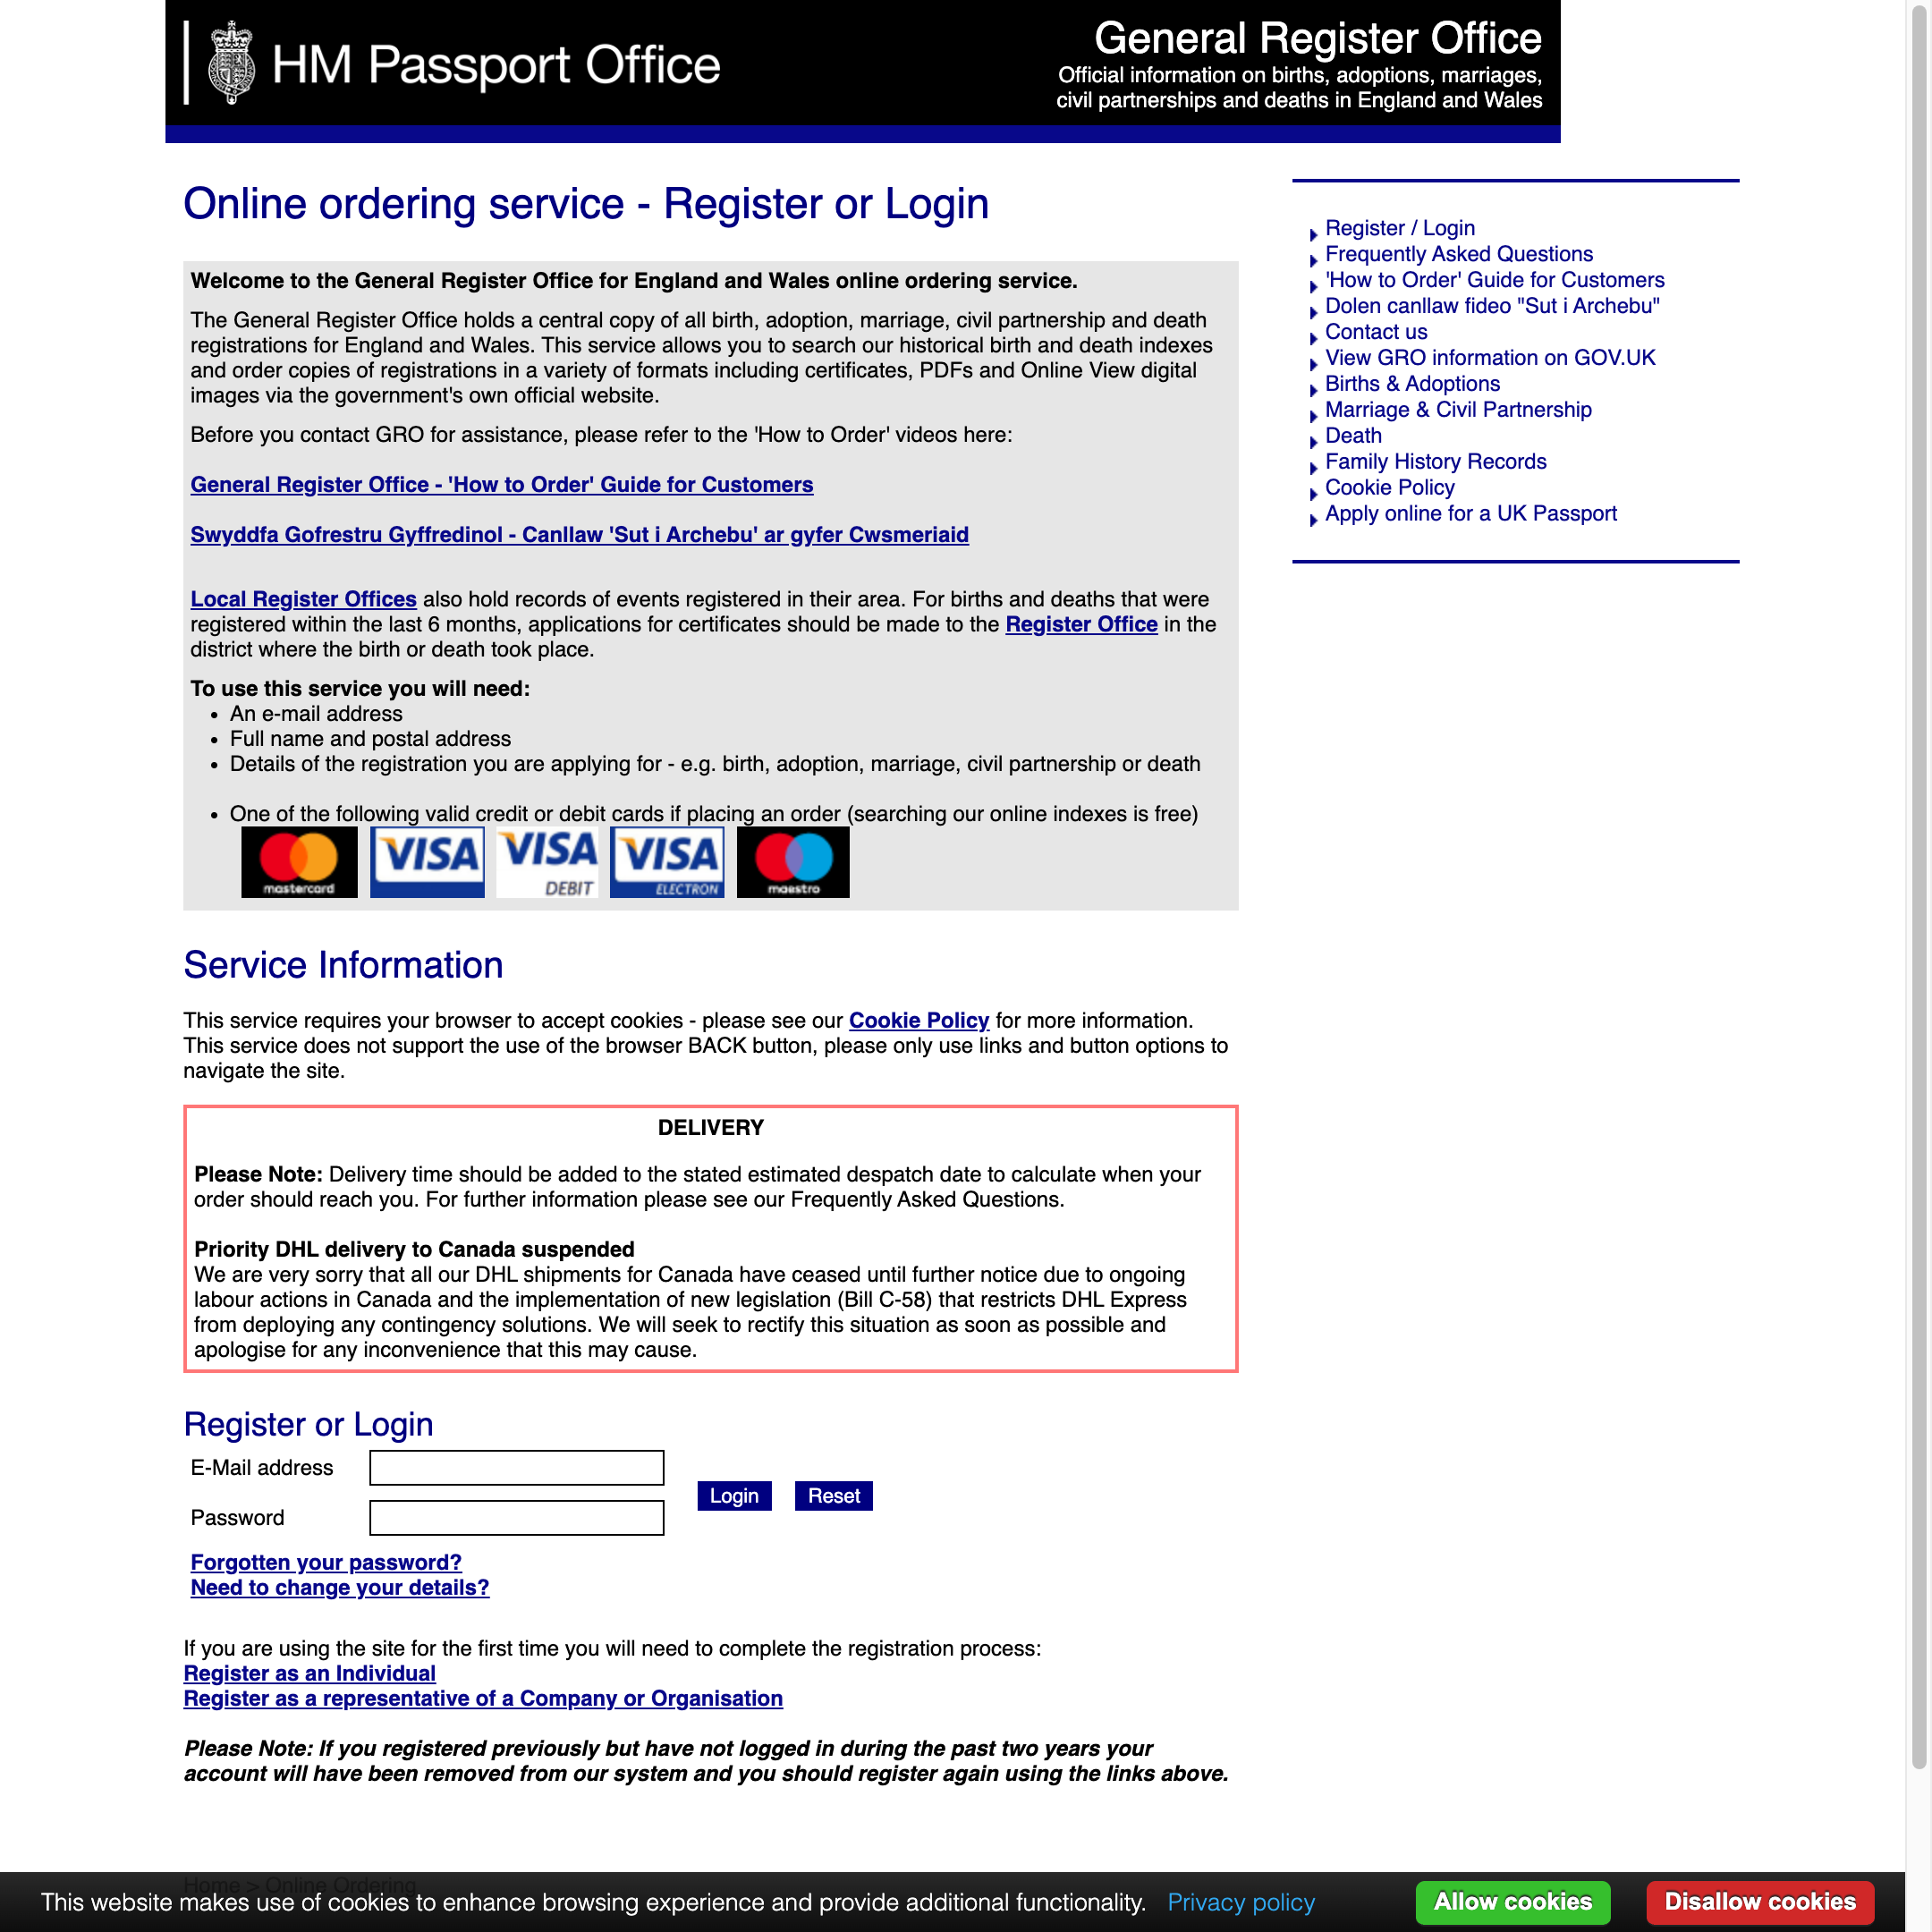 HM Passport Office
General Register Office
Official information on births, adoptions, marriages,
civil partnerships and deaths in England and Wales
Online ordering service - Register or Login
Welcome to the General Register Office for England and Wales online ordering service.
The General Register Office holds a central copy of all birth, adoption, marriage, civil partnership and death
registrations for England and Wales. This service allows you to search our historical birth and death indexes
and order copies of registrations in a variety of formats including certificates, PDFs and Online View digital
images via the government's own official website.
Before you contact GRO for assistance, please refer to the 'How to Order' videos here:
General Register Office - 'How to Order' Guide for Customers
Swyddfa Gofrestru Gyffredinol - Canllaw 'Sut i Archebu' ar gyfer Cwsmeriaid
Local Register Offices also hold records of events registered in their area. For births and deaths that were
registered within the last 6 months, applications for certificates should be made to the Register Office in the
district where the birth or death took place.
To use this service you will need:
• An e-mail address
• Full name and postal address
• Details of the registration you are applying for - e.g. birth, adoption, marriage, civil partnership or death
• One of the following valid credit or debit cards if placing an order (searching our online indexes is free)
mastercard VISA VISA DEBIT VISA ELECTRON maestro
Register / Login
Frequently Asked Questions
'How to Order' Guide for Customers
Dolen canllaw fideo "Sut i Archebu"
Contact us
View GRO information on GOV.UK
Births & Adoptions
Marriage & Civil Partnership
Death
Family History Records
Cookie Policy
Apply online for a UK Passport
Service Information
This service requires your browser to accept cookies - please see our Cookie Policy for more information.
This service does not support the use of the browser BACK button, please only use links and button options to
navigate the site.
DELIVERY
Please Note: Delivery time should be added to the stated estimated despatch date to calculate when your
order should reach you. For further information please see our Frequently Asked Questions.
Priority DHL delivery to Canada suspended
We are very sorry that all our DHL shipments for Canada have ceased until further notice due to ongoing
labour actions in Canada and the implementation of new legislation (Bill C-58) that restricts DHL Express
from deploying any contingency solutions. We will seek to rectify this situation as soon as possible and
apologise for any inconvenience that this may cause.
Register or Login
E-Mail address
Password
Login Reset
Forgotten your password?
Need to change your details?
If you are using the site for the first time you will need to complete the registration process:
Register as an Individual
Register as a representative of a Company or Organisation
Please Note: If you registered previously but have not logged in during the past two years your
account will have been removed from our system and you should register again using the links above.
Home > Online Ordering
This website makes use of cookies to enhance browsing experience and provide additional functionality. Privacy policy Allow cookies Disallow cookies